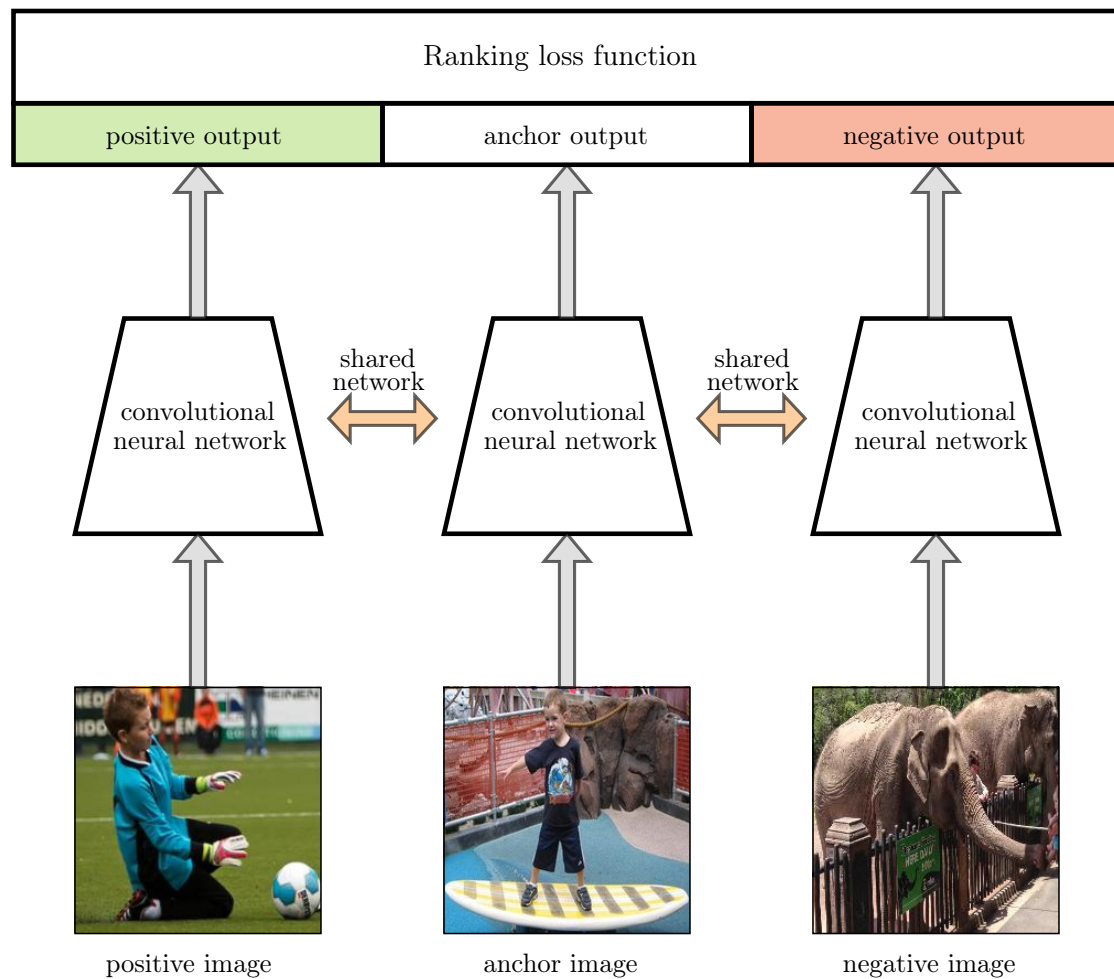 Ranking loss function
positive output
anchor output
negative output
shared
network
shared
network
convolutional
neural network
convolutional
neural network
convolutional
neural network
positive image
anchor image
negative image